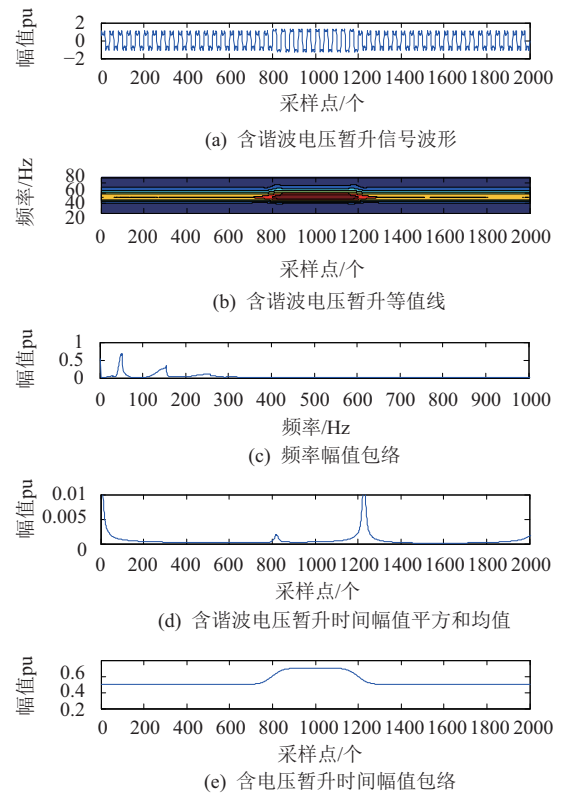 幅值pu
2
0
−2
0 200 400 600 800 1000 1200 1400 1600 1800 2000
采样点/个
(a) 含谐波电压暂升信号波形
频率/Hz
80
60
40
20
0 200 400 600 800 1000 1200 1400 1600 1800 2000
采样点/个
(b) 含谐波电压暂升等值线
幅值pu
1
0.5
0
0 100 200 300 400 500 600 700 800 900 1000
频率/Hz
(c) 频率幅值包络
幅值pu
0.01
0.005
0
0 200 400 600 800 1000 1200 1400 1600 1800 2000
采样点/个
(d) 含谐波电压暂升时间幅值平方和均值
幅值pu
0.6
0.4
0.2
0 200 400 600 800 1000 1200 1400 1600 1800 2000
采样点/个
(e) 含电压暂升时间幅值包络